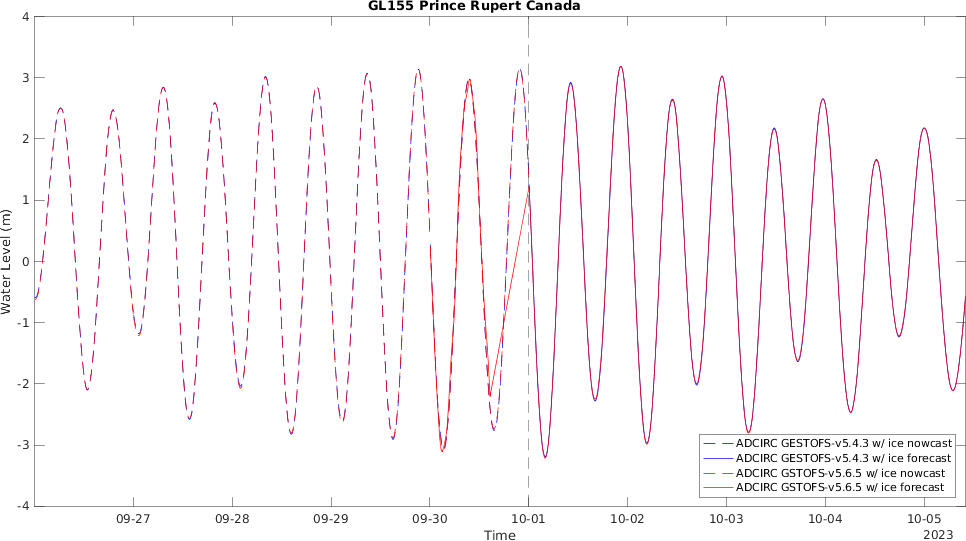 GL155 Prince Rupert Canada
4
3
2
1
0
-1
-2
-3
-4
Water Level (m)
09-27
09-28
09-29
09-30
10-01
10-02
10-03
10-04
10-05
Time
2023
ADCIRC GESTOFS-v5.4.3 w/ ice nowcast
ADCIRC GESTOFS-v5.4.3 w/ ice forecast
ADCIRC GSTOFS-v5.6.5 w/ ice nowcast
ADCIRC GSTOFS-v5.6.5 w/ ice forecast